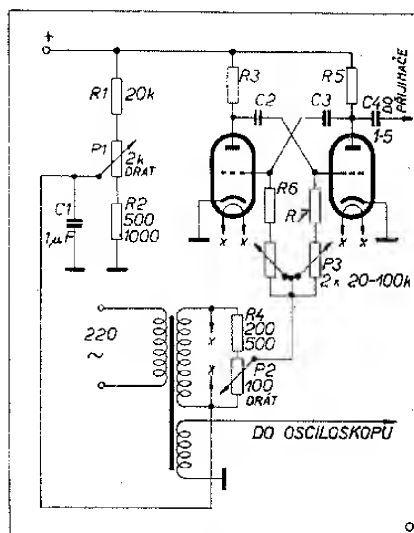 +
R1
20k
P1
2k
DRÁT
C1
1µF
R2
500
1000
R3
C2
C3
R5
C4
1-5
DO
PŘIJÍMAČE
R6
R7
x x
x x
P3
2x 20-100k
220
~
x
R4
200
500
x
P2
100
DRÁT
DO OSCILOSKOPU